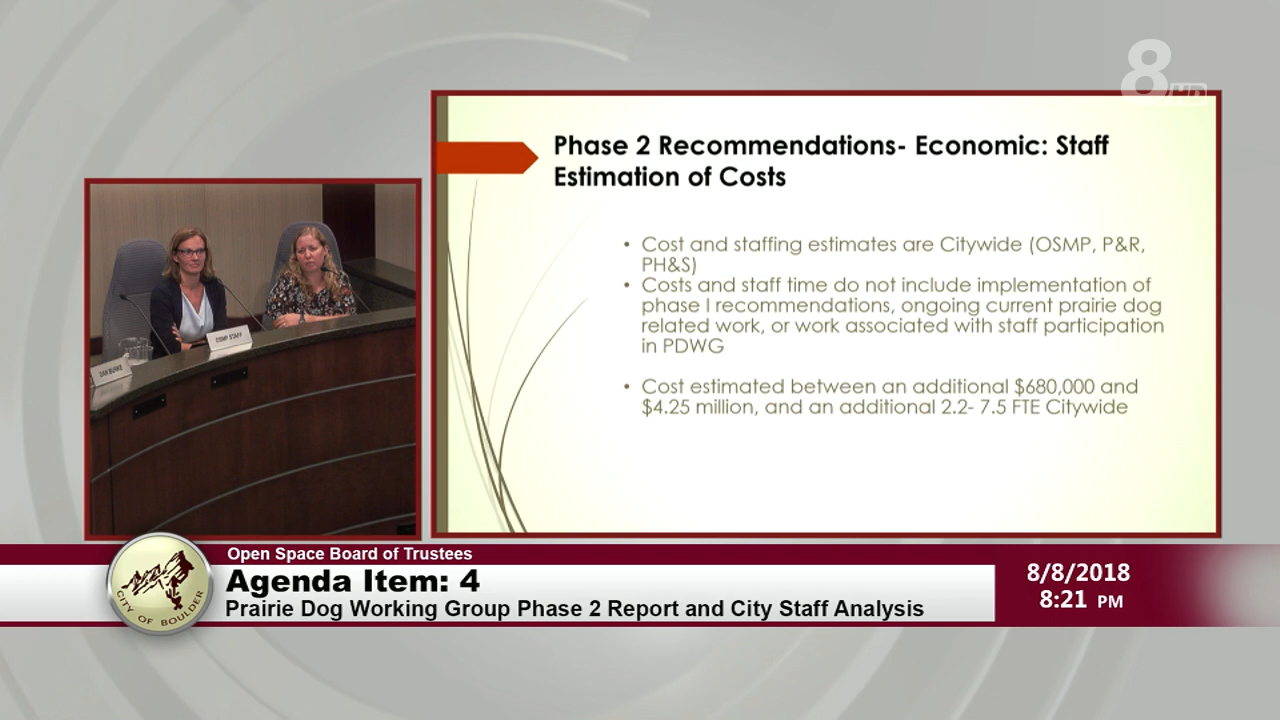 8
HD
Phase 2 Recommendations- Economic: Staff
Estimation of Costs
• Cost and staffing estimates are Citywide (OSMP, P&R,
PH&S)
• Costs and staff time do not include implementation of
phase I recommendations, ongoing current prairie dog
related work, or work associated with staff participation
in PDWG
• Cost estimated between an additional $680,000 and
$4.25 million, and an additional 2.2- 7.5 FTE Citywide
DAN BURKE
OSMP STAFF
CITY OF BOULDER
Open Space Board of Trustees
Agenda Item: 4
Prairie Dog Working Group Phase 2 Report and City Staff Analysis
8/8/2018
8:21 PM